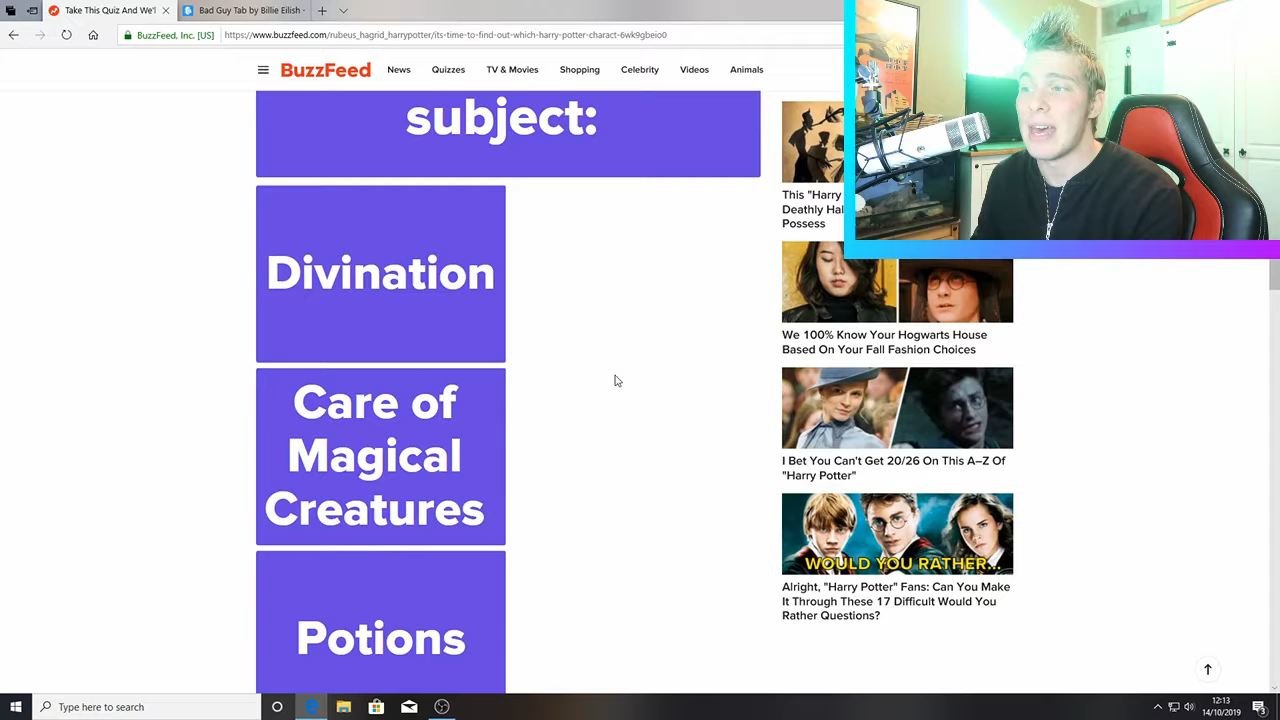 Take This Quiz And We'l
Bad Guy Tab by Billie Eilish -
BuzzFeed, Inc. [US]
https://www.buzzfeed.com/rubeus_hagrid_harrypotter/its-time-to-find-out-which-harry-potter-charact-6wk9gbeio0
BuzzFeed
News
Quizzes
TV & Movies
Shopping
Celebrity
Videos
Animals
subject:
Divination
Care of
Magical
Creatures
Potions
This "Harry
Deathly Hal
Possess
We 100% Know Your Hogwarts House
Based On Your Fall Fashion Choices
I Bet You Can't Get 20/26 On This A–Z Of
"Harry Potter"
WOULD YOU RATHER...
Alright, "Harry Potter" Fans: Can You Make
It Through These 17 Difficult Would You
Rather Questions?
Type here to search
12:13
14/10/2019
3